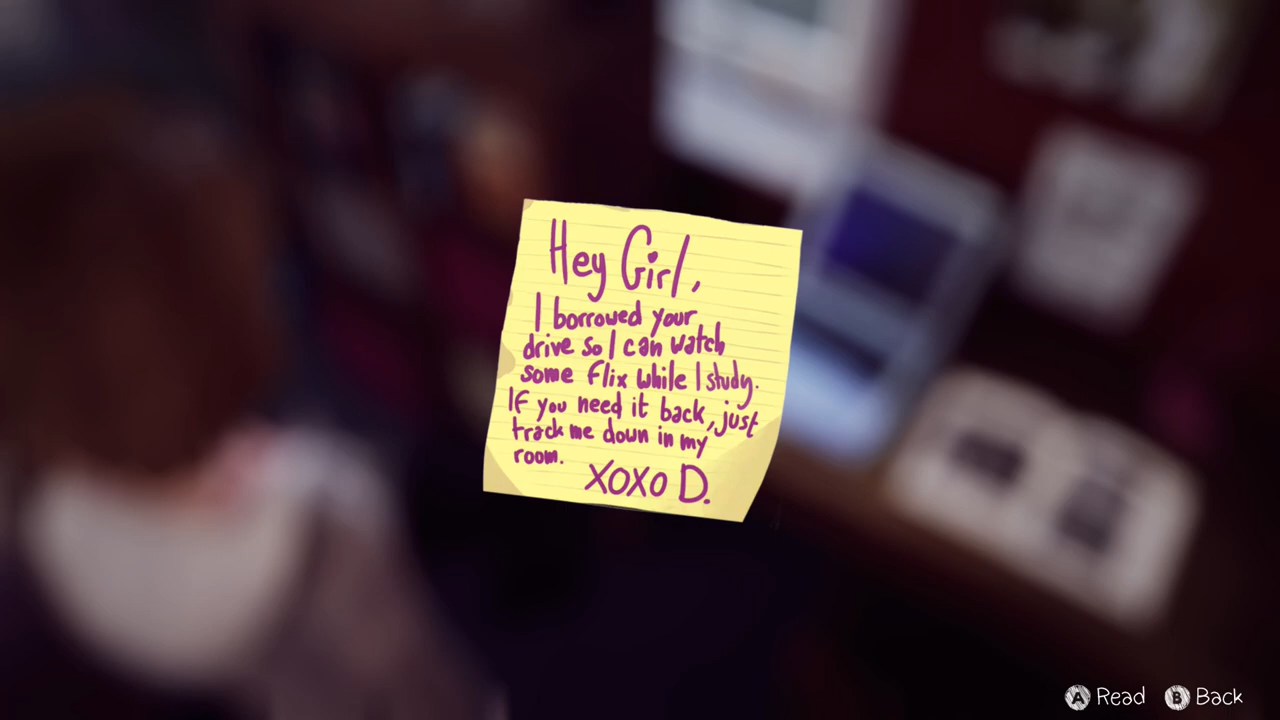 Hey Girl,
I borrowed your
drive so I can watch
some Flix while I study.
If you need it back, just
track me down in my
room.
XOXO D.
A Read B Back